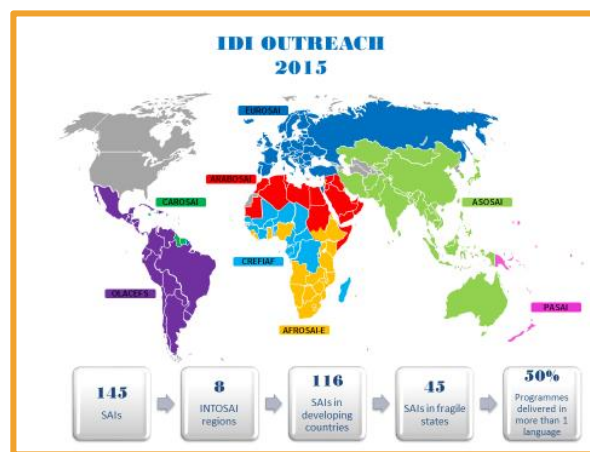 IDI OUTREACH
2015
EUROSAI
ARABOSAI
CAROSAI
ASOSAI
CREFIAF
OLACEFS
PASAI
AFROSAI-E
145
SAIs
8
INTOSAI
regions
116
SAIs in
developing
countries
45
SAIs in fragile
states
50%
Programmes
delivered in
more than 1
language